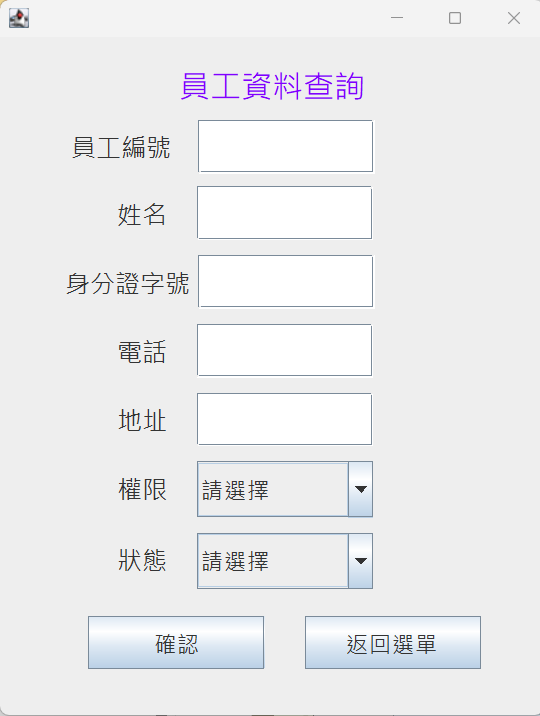 員工資料查詢
員工編號
姓名
身分證字號
電話
地址
權限 請選擇
狀態 請選擇
確認 返回選單